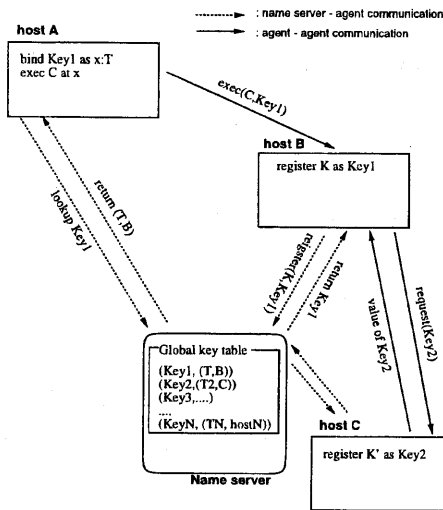 : name server - agent communication
: agent - agent communication
host A
bind Key1 as x:T
exec C at x
exec(C,Key1)
host B
register K as Key1
lookup Key1
return (T,B)
reigster(K,Key1)
return Key1
value of Key2
request(Key2)
Global key table
(Key1, (T,B))
(Key2,(T2,C))
(Key3,....)
....
(KeyN, (TN, hostN))
Name server
host C
register K' as Key2